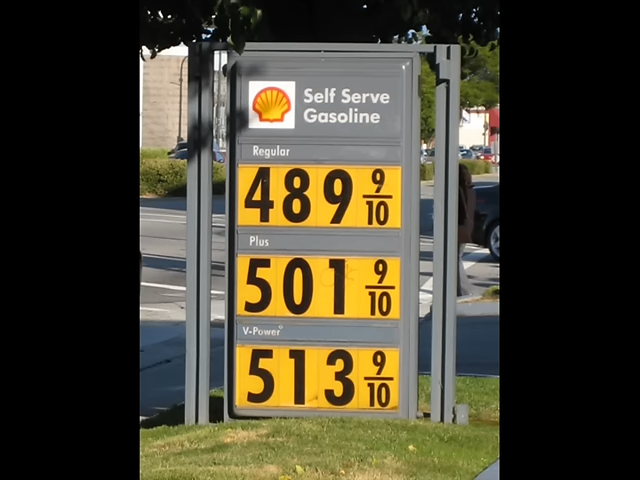 Self Serve
Gasoline
Regular
489 9/10
Plus
501 9/10
V-Power
513 9/10